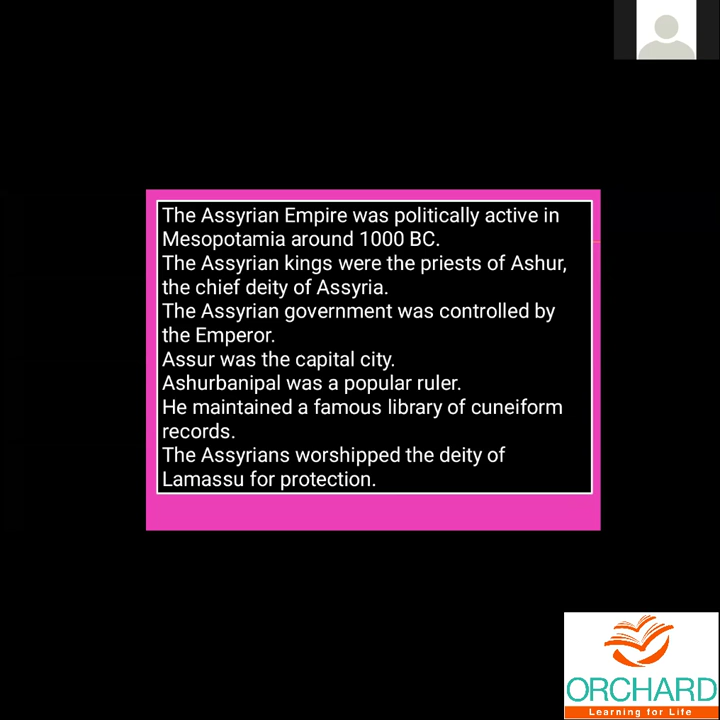 The Assyrian Empire was politically active in
Mesopotamia around 1000 BC.
The Assyrian kings were the priests of Ashur,
the chief deity of Assyria.
The Assyrian government was controlled by
the Emperor.
Assur was the capital city.
Ashurbanipal was a popular ruler.
He maintained a famous library of cuneiform
records.
The Assyrians worshipped the deity of
Lamassu for protection.
ORCHARD
Learning for Life